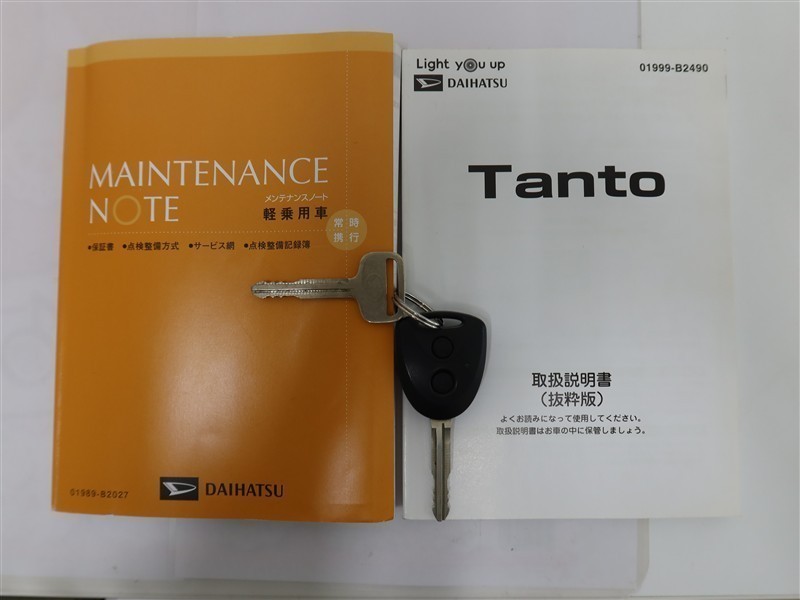 MAINTENANCE
NOTE
メンテナンスノート
軽乗用車
常時
携行
●保証書 ●点検整備方式 ●サービス網 ●点検整備記録簿
01989-B2027
DAIHATSU
Light you up
DAIHATSU
01999-B2490
Tanto
取扱説明書
（抜粋版）
よくお読みになって使用してください。
取扱説明書はお車の中に保管しましょう。